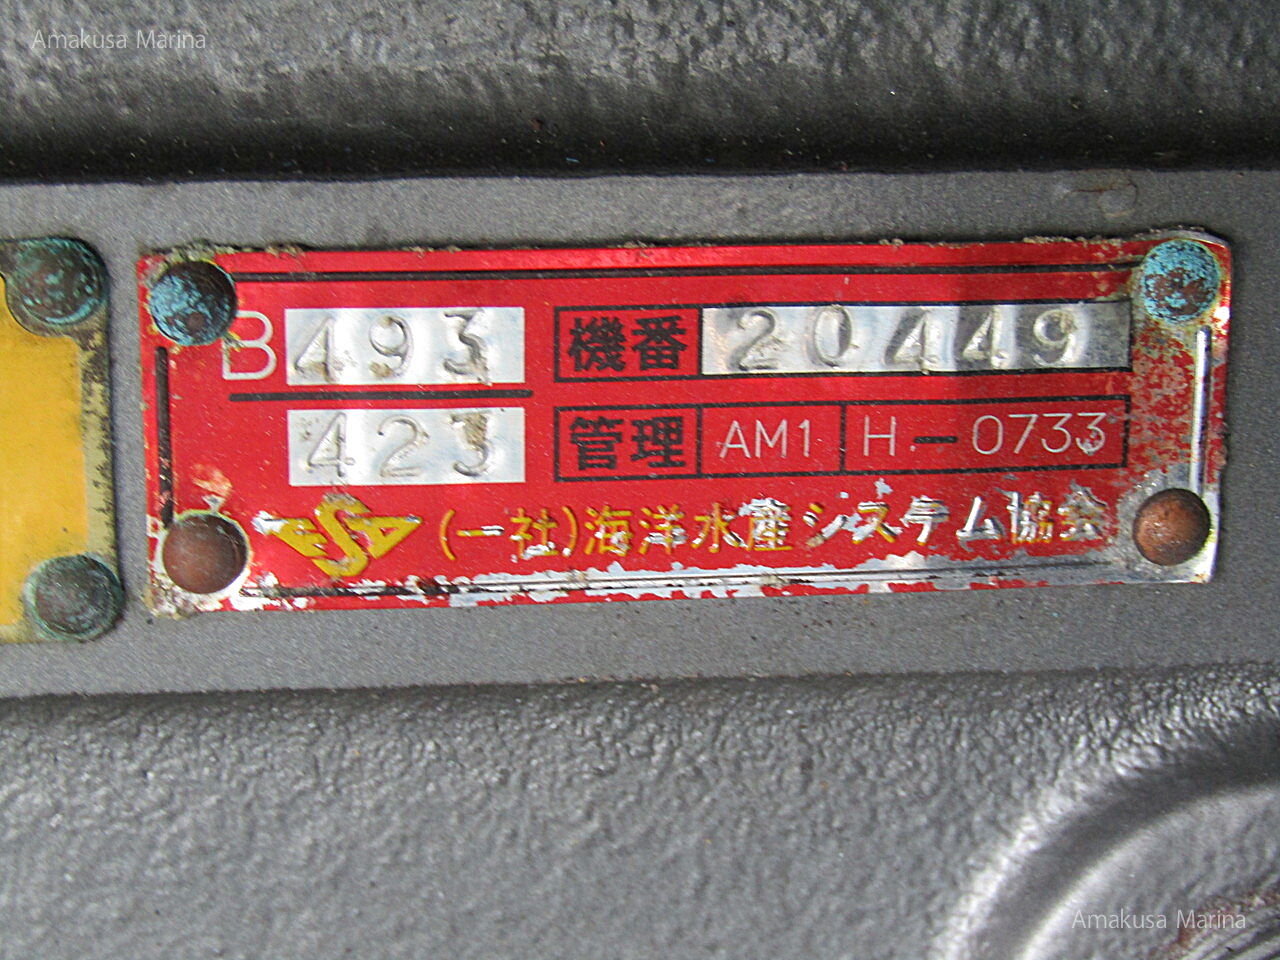 Amakusa Marina
B 493 機番 20449
423 管理 AM1 H-0733
(一社)海洋水産システム協会
Amakusa Marina